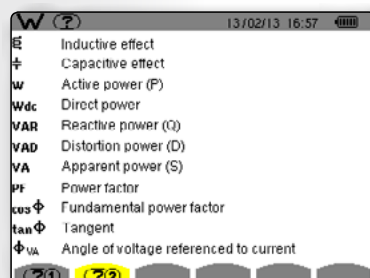 W ? 13/02/13 16:57
Inductive effect
Capacitive effect
W Active power (P)
Wdc Direct power
VAR Reactive power (Q)
VAD Distortion power (D)
VA Apparent power (S)
PF Power factor
cos Φ Fundamental power factor
tan Φ Tangent
Φ VA Angle of voltage referenced to current
?1 ?2